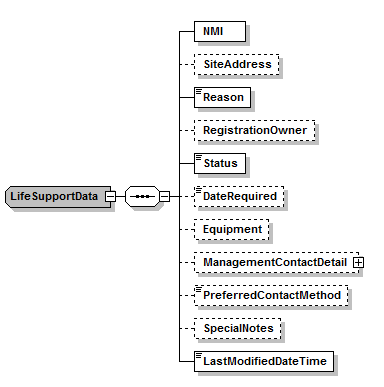 NMI
SiteAddress
Reason
RegistrationOwner
Status
LifeSupportData
DateRequired
Equipment
ManagementContactDetail
PreferredContactMethod
SpecialNotes
LastModifiedDateTime